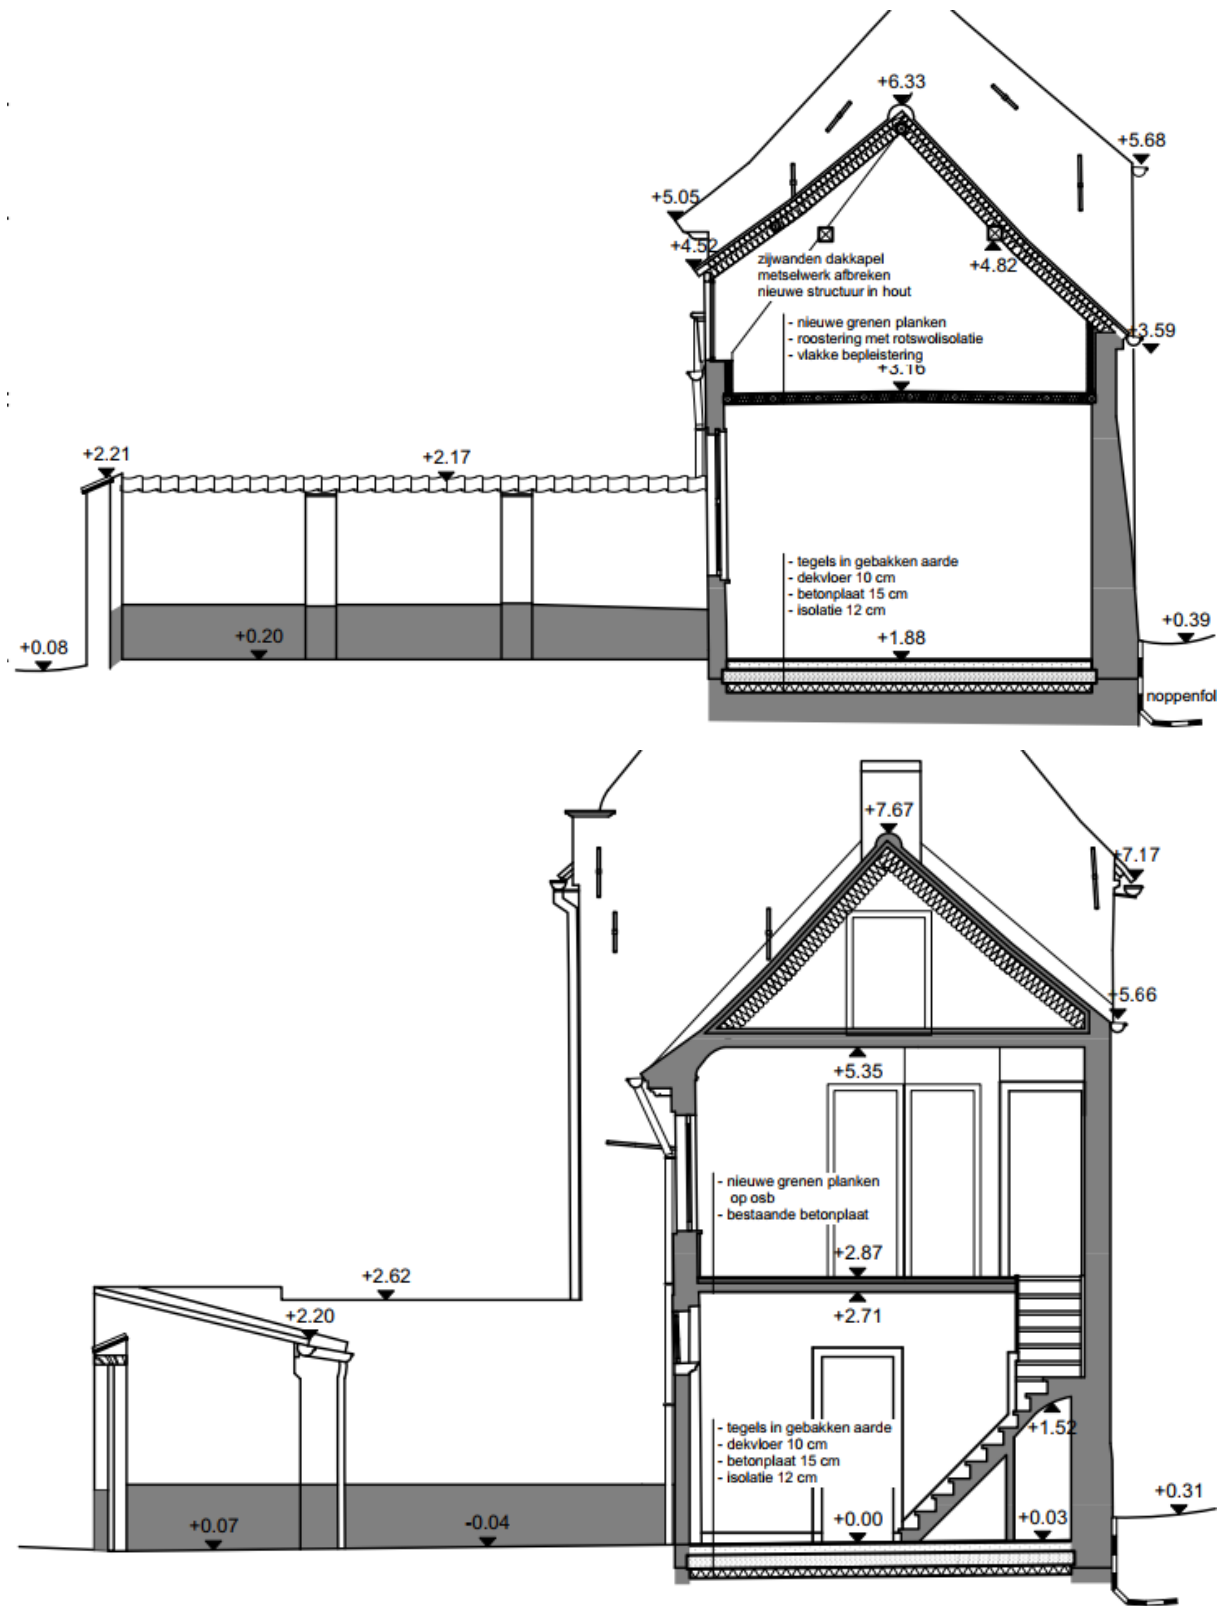 +6.33
+5.68
+5.05
+4.52
+4.82
zijwanden dakkapel
metselwerk afbreken
nieuwe structuur in hout
- nieuwe grenen planken
- roostering met rotswolisolatie
- vlakke bepleistering
+3.59
+3.16
+2.21
+2.17
- tegels in gebakken aarde
- dekvloer 10 cm
- betonplaat 15 cm
- isolatie 12 cm
+0.08
+0.20
+1.88
+0.39
noppenfol
+7.67
+7.17
+5.66
+5.35
- nieuwe grenen planken
op osb
- bestaande betonplaat
+2.87
+2.62
+2.20
+2.71
- tegels in gebakken aarde
- dekvloer 10 cm
- betonplaat 15 cm
- isolatie 12 cm
+1.52
+0.31
+0.07
-0.04
+0.00
+0.03